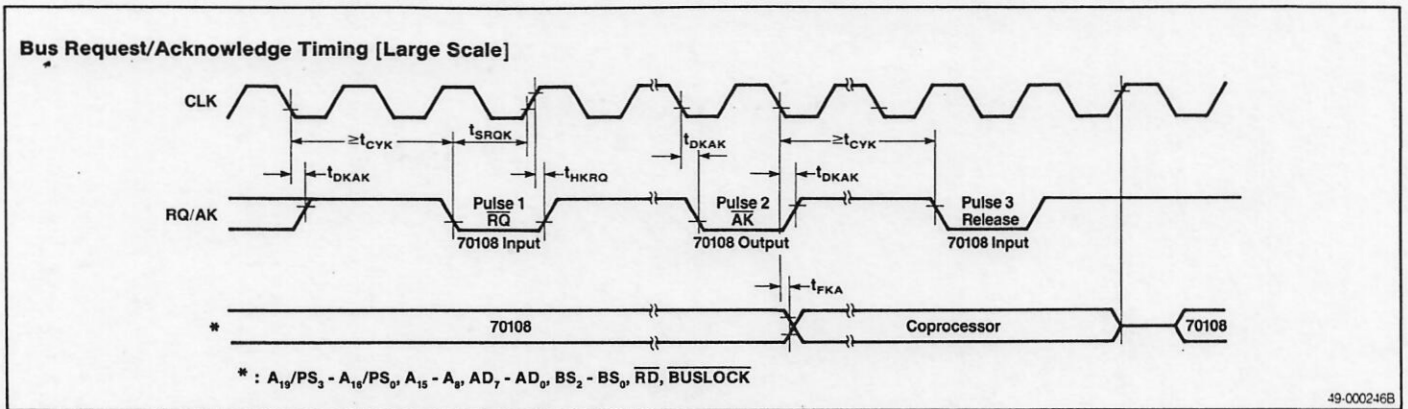 Bus Request/Acknowledge Timing [Large Scale]
CLK
≥tCYK
tSRQK
tDKAK
≥tCYK
tDKAK
tHKRQ
tDKAK
RQ/AK
Pulse 1
RQ
70108 Input
Pulse 2
AK
70108 Output
Pulse 3
Release
70108 Input
tFKA
*
70108
Coprocessor
70108
* : A19/PS3 - A16/PS0, A15 - A8, AD7 - AD0, BS2 - BS0, RD, BUSLOCK
49-000246B